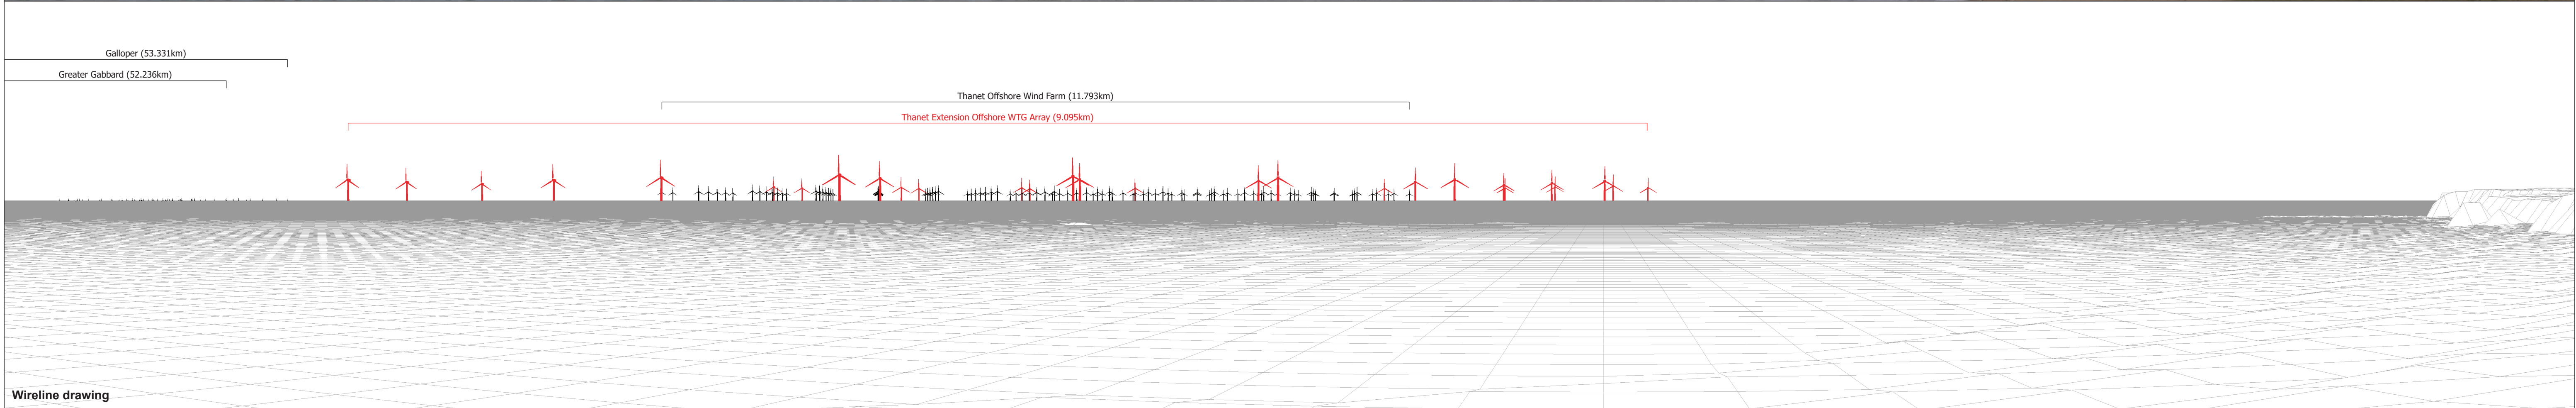 Galloper (53.331km)
Greater Gabbard (52.236km)
Thanet Offshore Wind Farm (11.793km)
Thanet Extension Offshore WTG Array (9.095km)
Wireline drawing